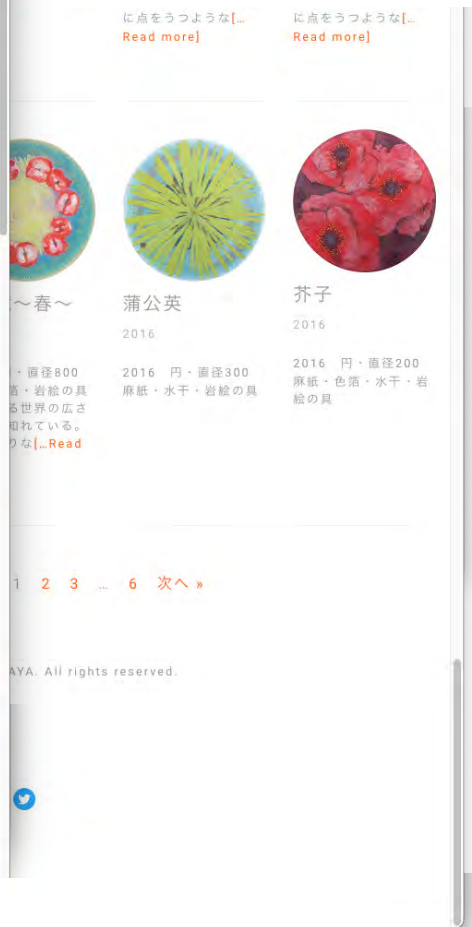 に点をうつような[…
Read more]
に点をうつような[…
Read more]
～春～
・直径800
箔・岩絵の具
る世界の広さ
知れている。
りな[…Read
蒲公英
2016
2016　円・直径300
麻紙・水干・岩絵の具
芥子
2016
2016　円・直径200
麻紙・色箔・水干・岩
絵の具
1 2 3 … 6 次へ »
AYA. All rights reserved.